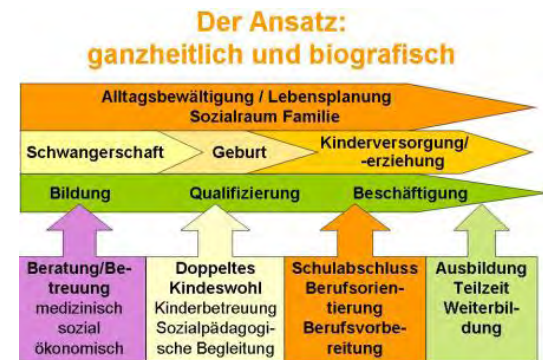 Der Ansatz:
ganzheitlich und biografisch
Alltagsbewältigung / Lebensplanung
Sozialraum Familie
Schwangerschaft
Geburt
Kinderversorgung/
-erziehung
Bildung
Qualifizierung
Beschäftigung
Beratung/Be-
treuung
medizinisch
sozial
ökonomisch
Doppeltes
Kindeswohl
Kinderbetreuung
Sozialpädagogi-
sche Begleitung
Schulabschluss
Berufsorien-
tierung
Berufsvorbe-
reitung
Ausbildung
Teilzeit
Weiterbil-
dung